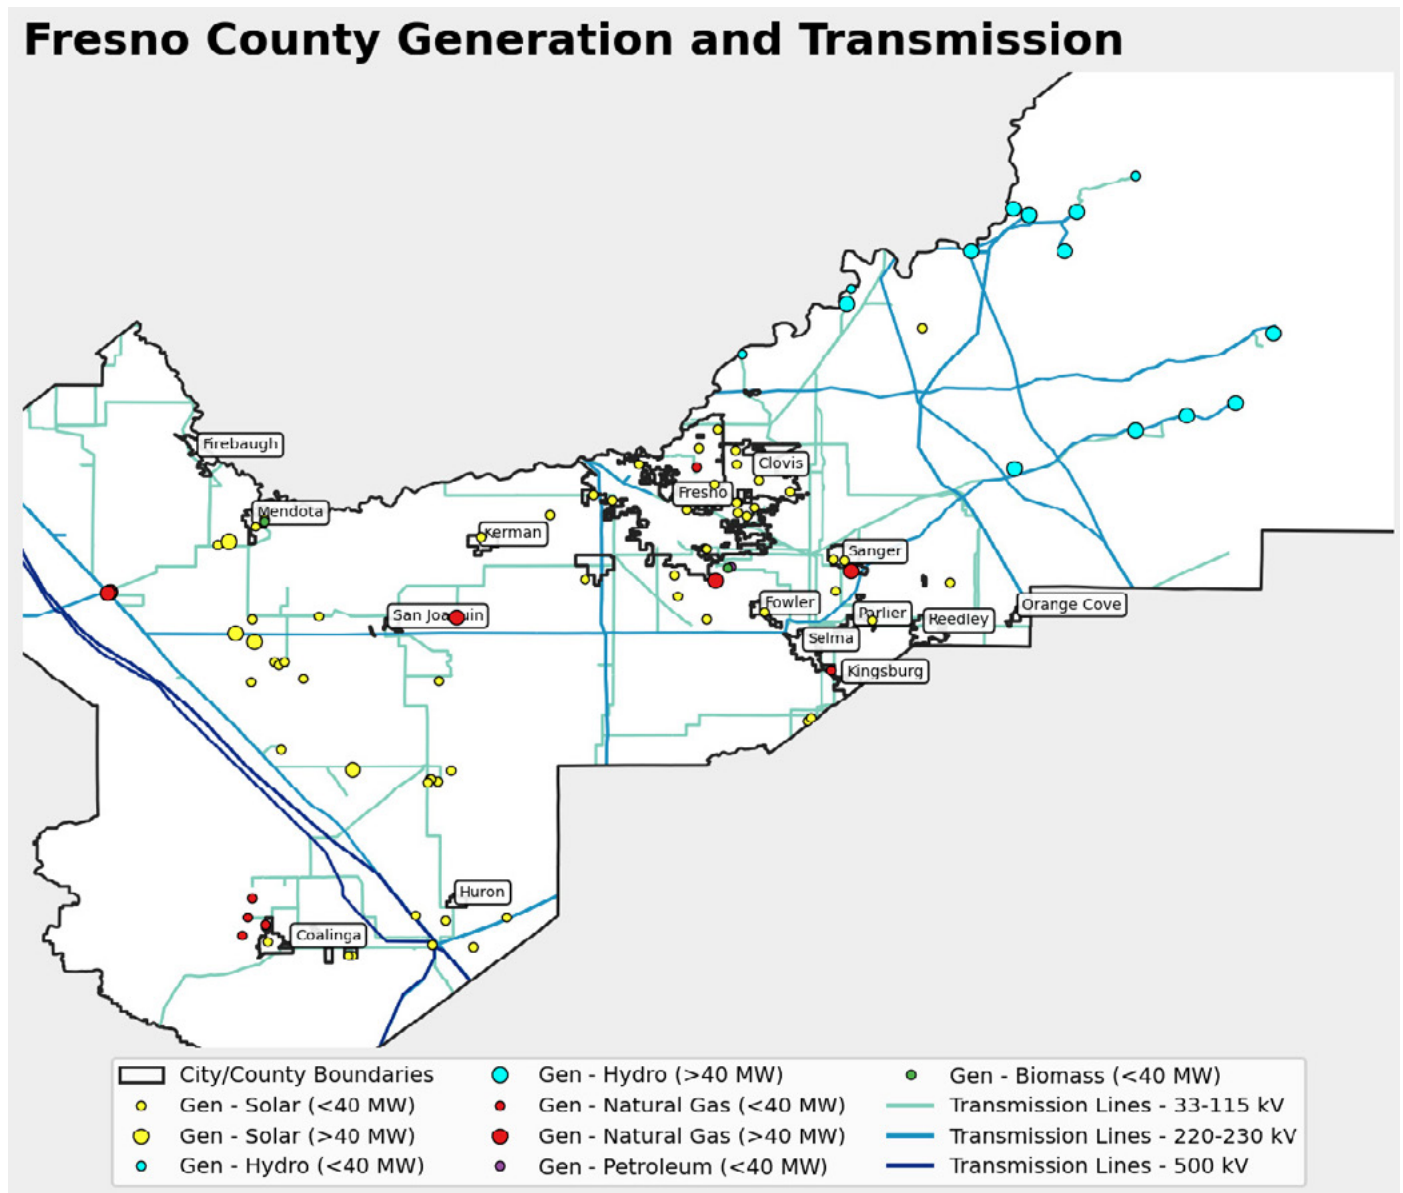 Fresno County Generation and Transmission
Firebaugh
Mendota
Clovis
Fresno
Kerman
Sanger
San Joaquin
Fowler
Parlier
Reedley
Orange Cove
Selma
Kingsburg
Huron
Coalinga
City/County Boundaries
Gen - Solar (<40 MW)
Gen - Solar (>40 MW)
Gen - Hydro (<40 MW)
Gen - Hydro (>40 MW)
Gen - Natural Gas (<40 MW)
Gen - Natural Gas (>40 MW)
Gen - Petroleum (<40 MW)
Gen - Biomass (<40 MW)
Transmission Lines - 33-115 kV
Transmission Lines - 220-230 kV
Transmission Lines - 500 kV